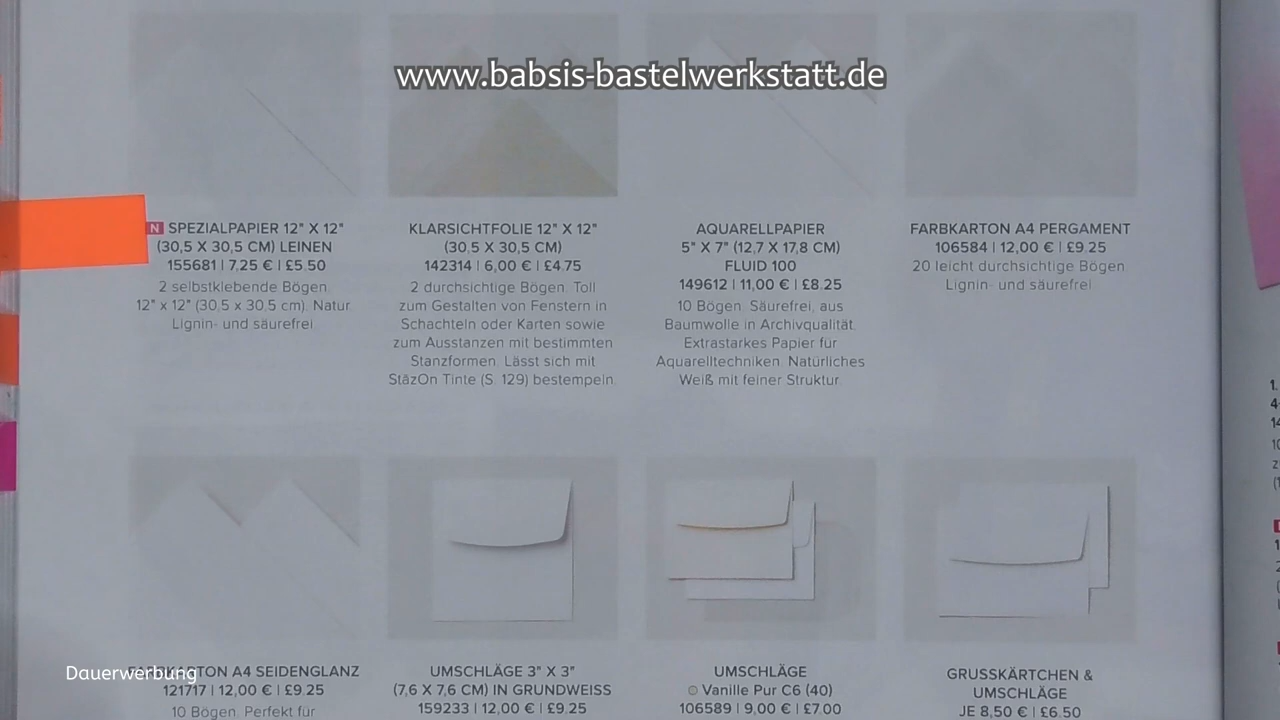 www.babsis-bastelwerkstatt.de
N SPEZIALPAPIER 12" X 12"
(30,5 X 30,5 CM) LEINEN
155681 | 7,25 € | £5.50
2 selbstklebende Bögen.
12" x 12" (30,5 x 30,5 cm). Natur.
Lignin- und säurefrei.
KLARSICHTFOLIE 12" X 12"
(30,5 X 30,5 CM)
142314 | 6,00 € | £4.75
2 durchsichtige Bögen. Toll
zum Gestalten von Fenstern in
Schachteln oder Karten sowie
zum Ausstanzen mit bestimmten
Stanzformen. Lässt sich mit
StāzOn Tinte (S. 129) bestempeln.
AQUARELLPAPIER
5" X 7" (12,7 X 17,8 CM)
FLUID 100
149612 | 11,00 € | £8.25
10 Bögen. Säurefrei, aus
Baumwolle in Archivqualität.
Extrastarkes Papier für
Aquarelltechniken. Natürliches
Weiß mit feiner Struktur.
FARBKARTON A4 PERGAMENT
106584 | 12,00 € | £9.25
20 leicht durchsichtige Bögen.
Lignin- und säurefrei.
FARBKARTON A4 SEIDENGLANZ
121717 | 12,00 € | £9.25
10 Bögen. Perfekt für
UMSCHLÄGE 3" X 3"
(7,6 X 7,6 CM) IN GRUNDWEISS
159233 | 12,00 € | £9.25
UMSCHLÄGE
Vanille Pur C6 (40)
106589 | 9,00 € | £7.00
GRUSSKÄRTCHEN &
UMSCHLÄGE
JE 8,50 € | £6.50
Dauerwerbung